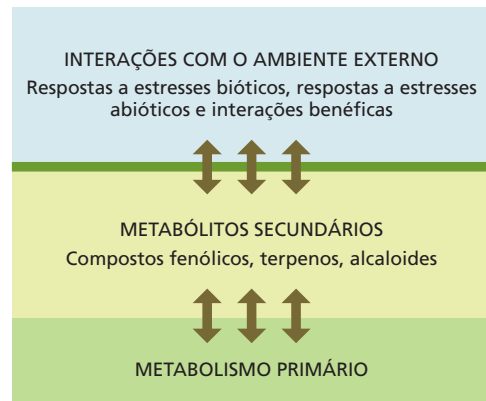 INTERAÇÕES COM O AMBIENTE EXTERNO
Respostas a estresses bióticos, respostas a estresses
abióticos e interações benéficas
METABÓLITOS SECUNDÁRIOS
Compostos fenólicos, terpenos, alcaloides
METABOLISMO PRIMÁRIO